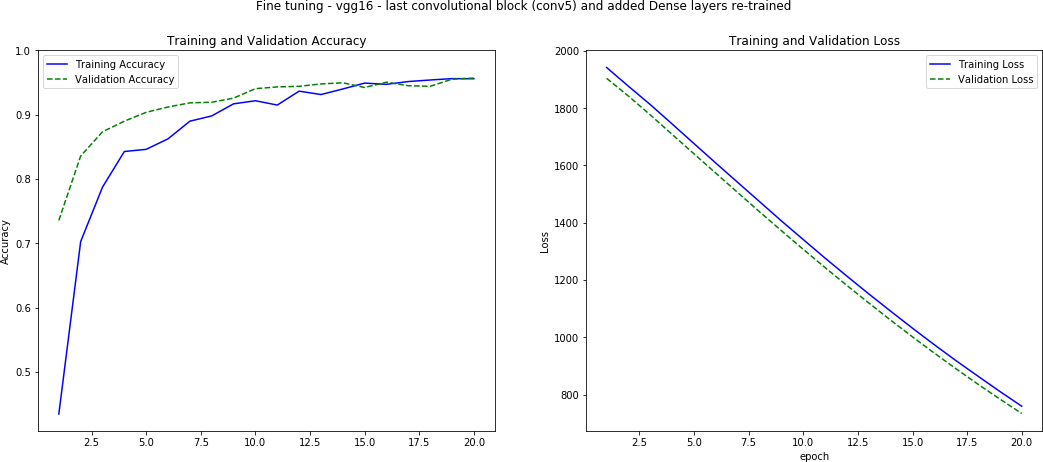 Fine tuning - vgg16 - last convolutional block (conv5) and added Dense layers re-trained
Training and Validation Accuracy
Training Accuracy
Validation Accuracy
1.0
0.9
0.8
0.7
0.6
0.5
Accuracy
2.5 5.0 7.5 10.0 12.5 15.0 17.5 20.0
Training and Validation Loss
Training Loss
Validation Loss
2000
1800
1600
1400
1200
1000
800
Loss
2.5 5.0 7.5 10.0 12.5 15.0 17.5 20.0
epoch